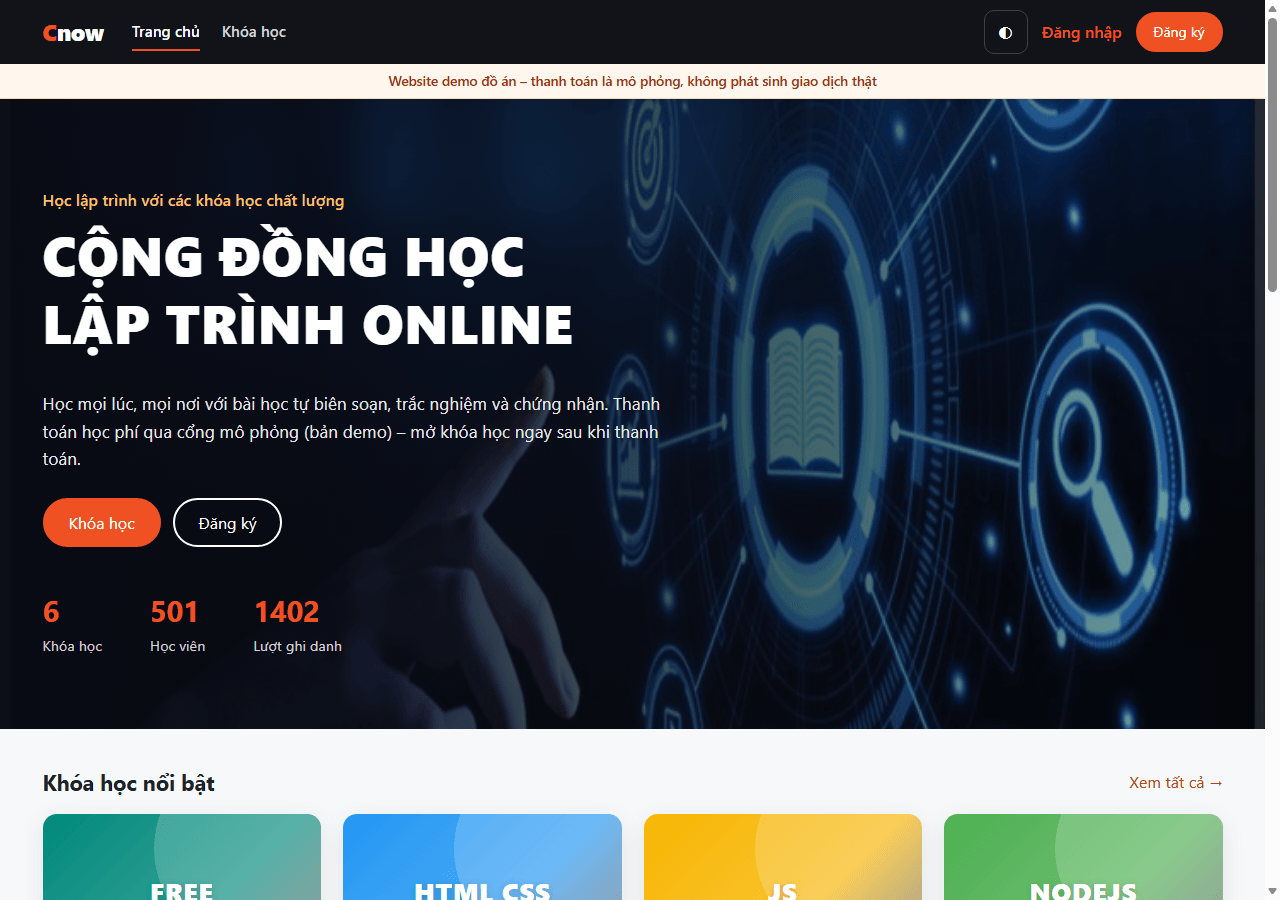 Cnow
Trang chủ
Khóa học
Đăng nhập
Đăng ký
Website demo đồ án – thanh toán là mô phỏng, không phát sinh giao dịch thật
Học lập trình với các khóa học chất lượng
CỘNG ĐỒNG HỌC
LẬP TRÌNH ONLINE
Học mọi lúc, mọi nơi với bài học tự biên soạn, trắc nghiệm và chứng nhận. Thanh
toán học phí qua cổng mô phỏng (bản demo) – mở khóa học ngay sau khi thanh
toán.
Khóa học
Đăng ký
6
501
1402
Khóa học
Học viên
Lượt ghi danh
Khóa học nổi bật
Xem tất cả →
FREE
HTML CSS
JS
NODEJS